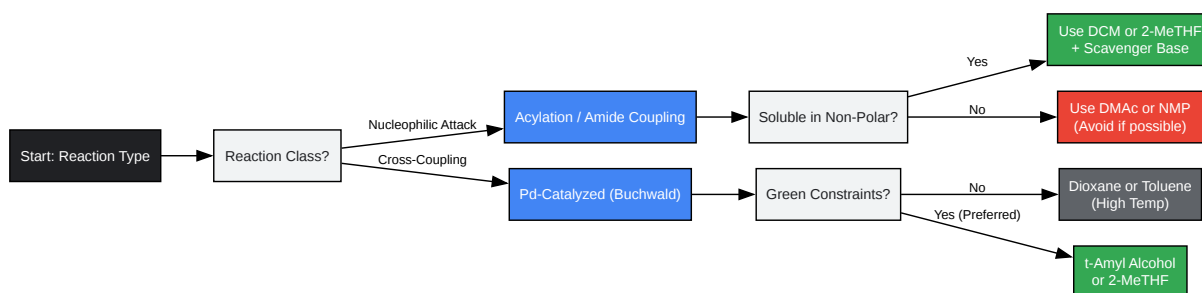 Start: Reaction Type
Reaction Class?
Nucleophilic Attack
Cross-Coupling
Acylation / Amide Coupling
Pd-Catalyzed (Buchwald)
Soluble in Non-Polar?
Green Constraints?
Yes
No
No
Yes (Preferred)
Use DCM or 2-MeTHF
+ Scavenger Base
Use DMAc or NMP
(Avoid if possible)
Dioxane or Toluene
(High Temp)
t-Amyl Alcohol
or 2-MeTHF